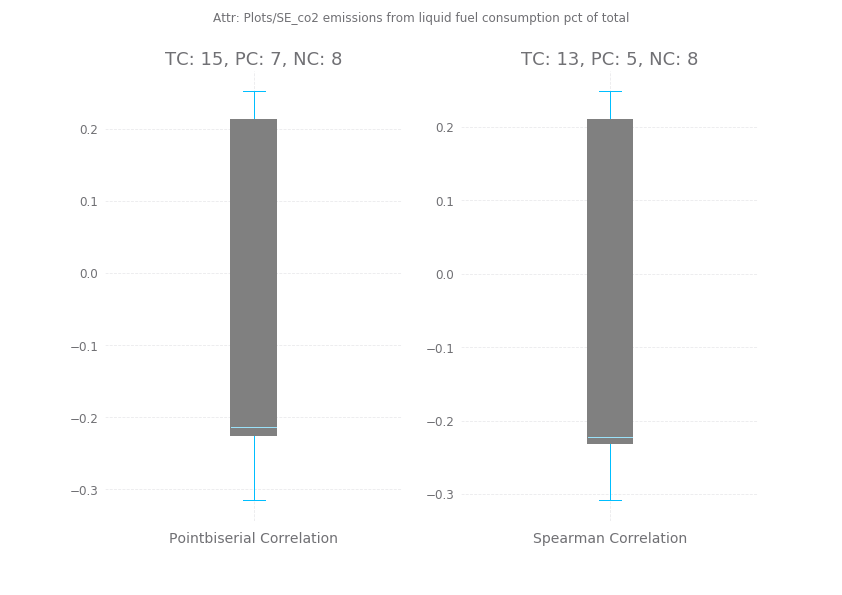 Attr: Plots/SE_co2 emissions from liquid fuel consumption pct of total
TC: 15, PC: 7, NC: 8
0.2
0.1
0.0
−0.1
−0.2
−0.3
Pointbiserial Correlation
TC: 13, PC: 5, NC: 8
0.2
0.1
0.0
−0.1
−0.2
−0.3
Spearman Correlation